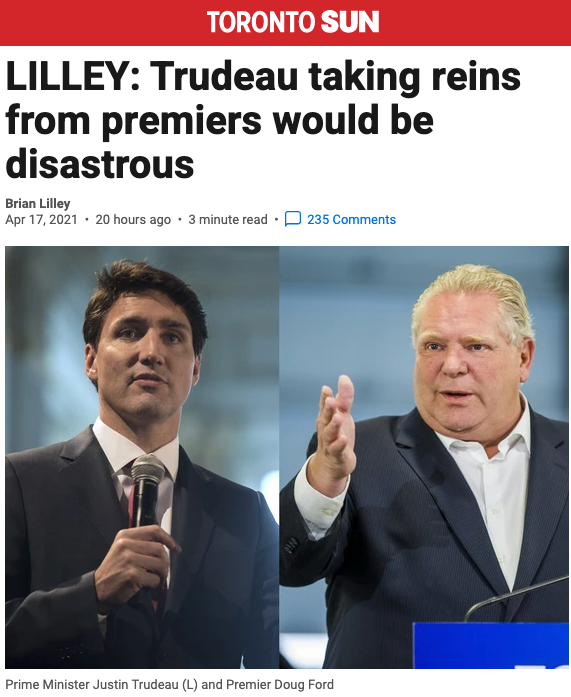 TORONTO SUN
LILLEY: Trudeau taking reins
from premiers would be
disastrous
Brian Lilley
Apr 17, 2021 • 20 hours ago • 3 minute read • 235 Comments
Prime Minister Justin Trudeau (L) and Premier Doug Ford